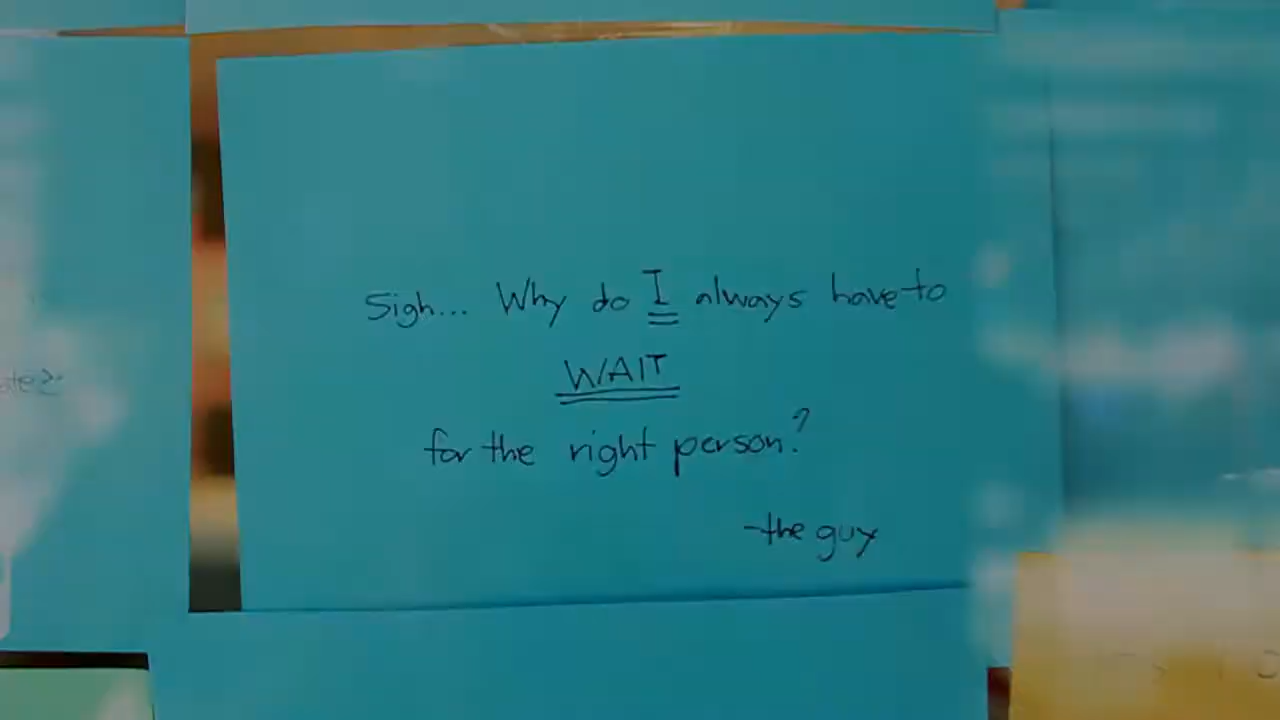 Sigh... Why do I always have to
WAIT
for the right person?
-the guy